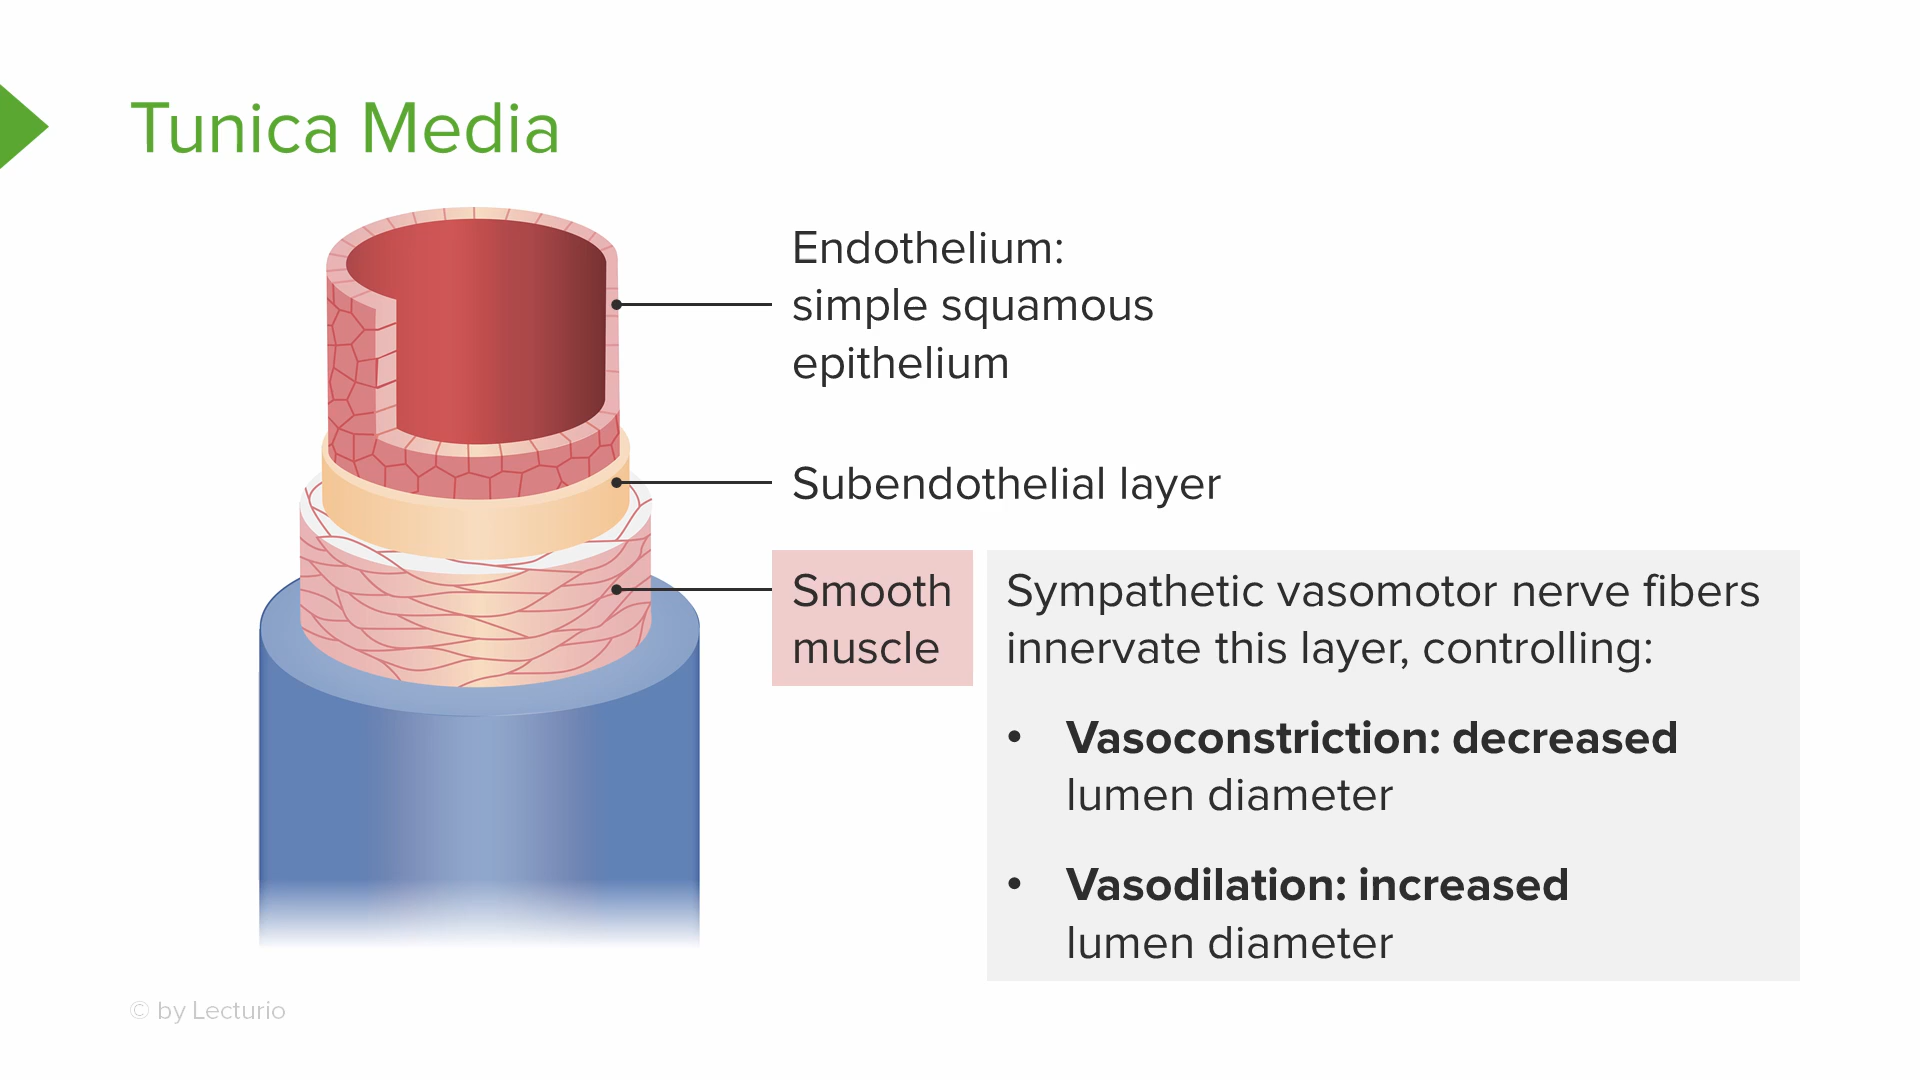 Tunica Media
Endothelium:
simple squamous
epithelium
Subendothelial layer
Smooth
muscle
Sympathetic vasomotor nerve fibers
innervate this layer, controlling:
• Vasoconstriction: decreased
lumen diameter
• Vasodilation: increased
lumen diameter
© by Lecturio